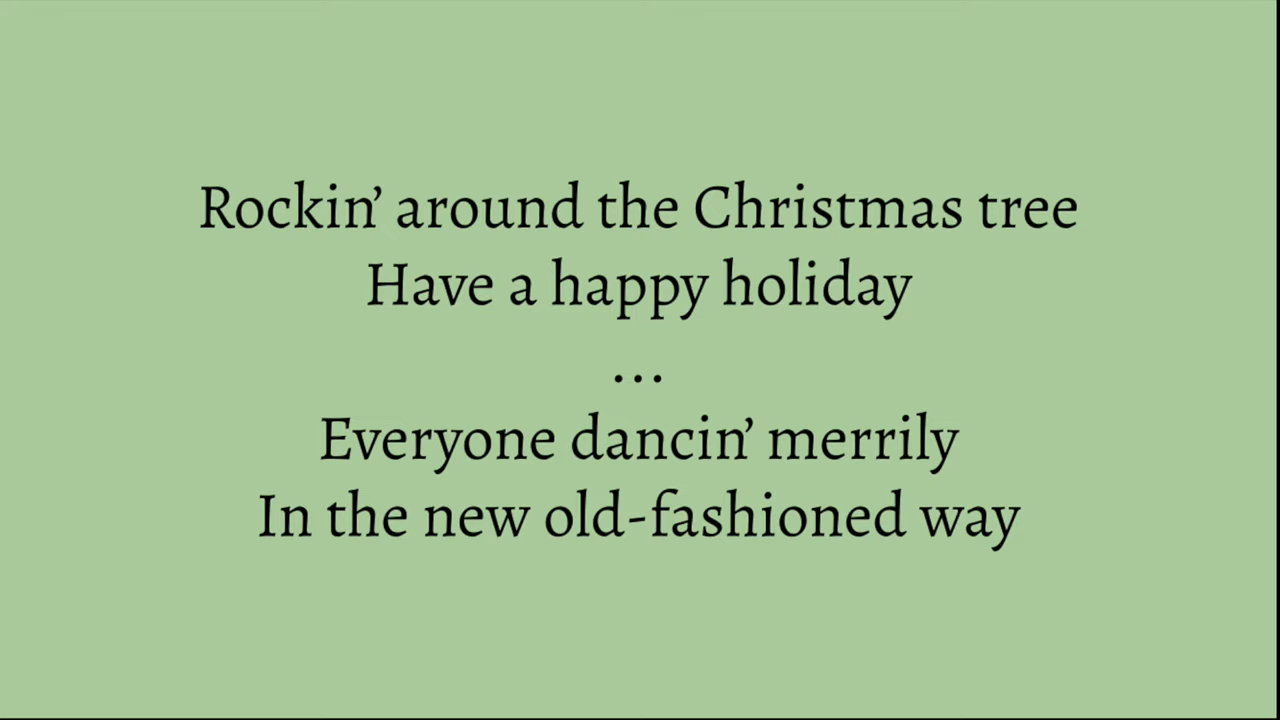 Rockin’ around the Christmas tree
Have a happy holiday
...
Everyone dancin’ merrily
In the new old-fashioned way